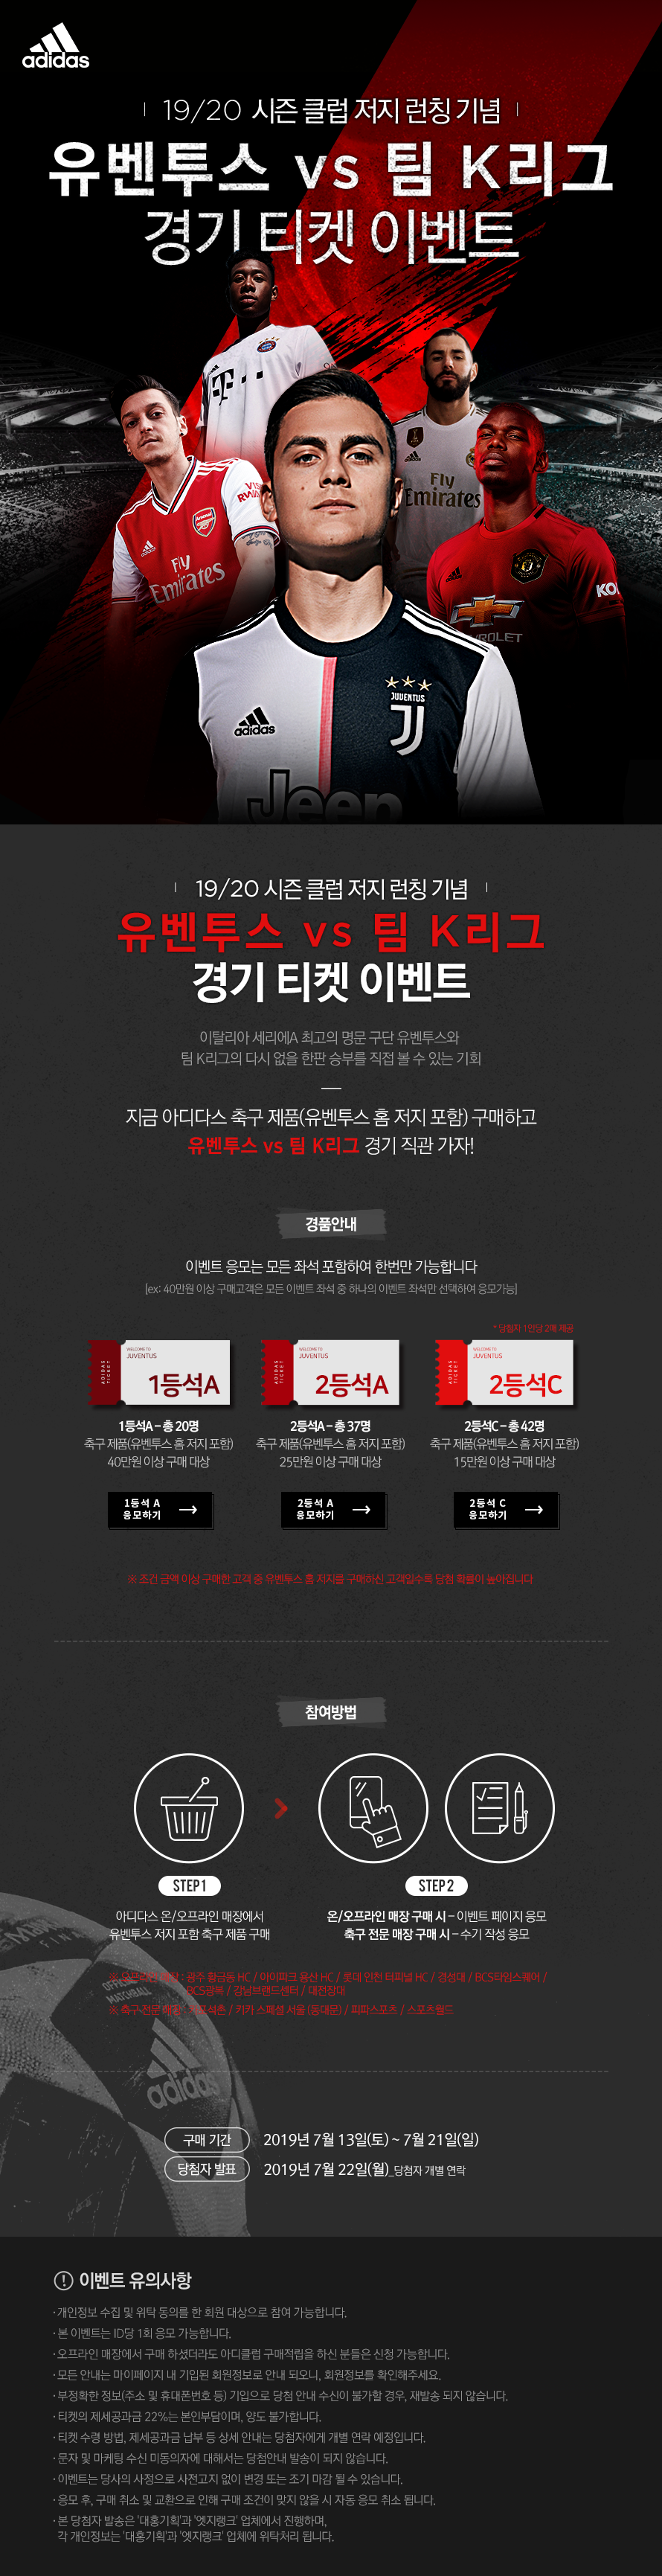 adidas
19/20 시즌 클럽 저지 런칭 기념
유벤투스 vs 팀 K리그
경기 티켓 이벤트
Fly
Emirates
Fly
Emirates
CHEVROLET
JUVENTUS
adidas
Jeep
19/20 시즌 클럽 저지 런칭 기념
유벤투스 vs 팀 K리그
경기 티켓 이벤트
이탈리아 세리에A 최고의 명문 구단 유벤투스와
팀 K리그의 다시 없을 한판 승부를 직접 볼 수 있는 기회
지금 아디다스 축구 제품(유벤투스 홈 저지 포함) 구매하고
유벤투스 vs 팀 K리그 경기 직관 가자!
경품안내
이벤트 응모는 모든 좌석 포함하여 한번만 가능합니다
[ex: 40만원 이상 구매고객은 모든 이벤트 좌석 중 하나의 이벤트 좌석만 선택하여 응모가능]
* 당첨자 1인당 2매 제공
ADIDAS TICKET
WELCOME TO
JUVENTUS
1등석A
ADIDAS TICKET
WELCOME TO
JUVENTUS
2등석A
ADIDAS TICKET
WELCOME TO
JUVENTUS
2등석C
1등석A – 총 20명
축구 제품(유벤투스 홈 저지 포함)
40만원 이상 구매 대상
2등석A – 총 37명
축구 제품(유벤투스 홈 저지 포함)
25만원 이상 구매 대상
2등석C – 총 42명
축구 제품(유벤투스 홈 저지 포함)
15만원 이상 구매 대상
1등석 A
응모하기
2등석 A
응모하기
2등석 C
응모하기
※ 조건 금액 이상 구매한 고객 중 유벤투스 홈 저지를 구매하신 고객일수록 당첨 확률이 높아집니다
참여방법
STEP 1
아디다스 온/오프라인 매장에서
유벤투스 저지 포함 축구 제품 구매
STEP 2
온/오프라인 매장 구매 시 – 이벤트 페이지 응모
축구 전문 매장 구매 시 – 수기 작성 응모
※ 오프라인 매장 : 광주 황금동 HC / 아이파크 용산 HC / 롯데 인천 터미널 HC / 경성대 / BCS타임스퀘어 /
BCS광복 / 강남브랜드센터 / 대전장대
※ 축구 전문 매장 : 카포석촌 / 키카 스페셜 서울 (동대문) / 피파스포츠 / 스포츠월드
OFFICIAL
MATCHBALL
adidas
구매 기간
2019년 7월 13일(토) ~ 7월 21일(일)
당첨자 발표
2019년 7월 22일(월)_당첨자 개별 연락
이벤트 유의사항
· 개인정보 수집 및 위탁 동의를 한 회원 대상으로 참여 가능합니다.
· 본 이벤트는 ID당 1회 응모 가능합니다.
· 오프라인 매장에서 구매 하셨더라도 아디클럽 구매적립을 하신 분들은 신청 가능합니다.
· 모든 안내는 마이페이지 내 기입된 회원정보로 안내 되오니, 회원정보를 확인해주세요.
· 부정확한 정보(주소 및 휴대폰번호 등) 기입으로 당첨 안내 수신이 불가할 경우, 재발송 되지 않습니다.
· 티켓의 제세공과금 22%는 본인부담이며, 양도 불가합니다.
· 티켓 수령 방법, 제세공과금 납부 등 상세 안내는 당첨자에게 개별 연락 예정입니다.
· 문자 및 마케팅 수신 미동의자에 대해서는 당첨안내 발송이 되지 않습니다.
· 이벤트는 당사의 사정으로 사전고지 없이 변경 또는 조기 마감 될 수 있습니다.
· 응모 후, 구매 취소 및 교환으로 인해 구매 조건이 맞지 않을 시 자동 응모 취소 됩니다.
· 본 당첨자 발송은 '대홍기획'과 '엣지랭크' 업체에서 진행하며,
각 개인정보는 '대홍기획'과 '엣지랭크' 업체에 위탁처리 됩니다.